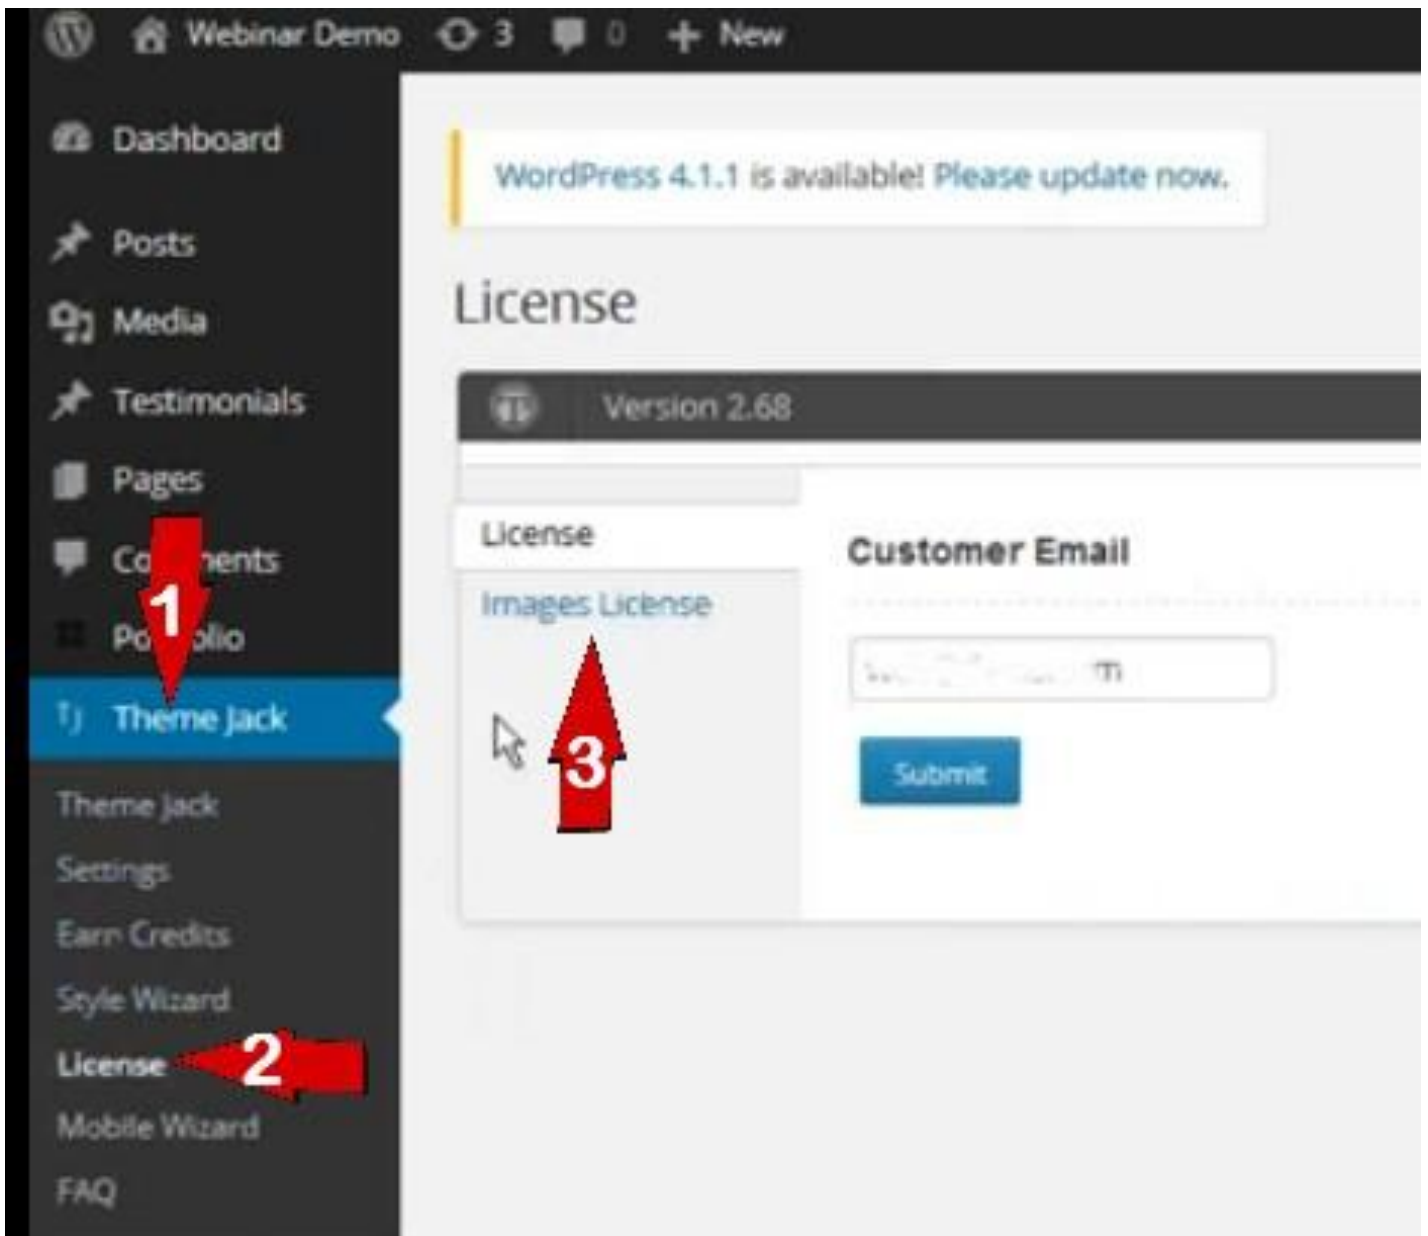 Webinar Demo 3 0 + New
Dashboard
Posts
Media
Testimonials
Pages
Comments
Portfolio
Theme Jack
Theme Jack
Settings
Earn Credits
Style Wizard
License
Mobile Wizard
FAQ
1
2
WordPress 4.1.1 is available! Please update now.
License
Version 2.68
License
Images License
3
Customer Email
Submit